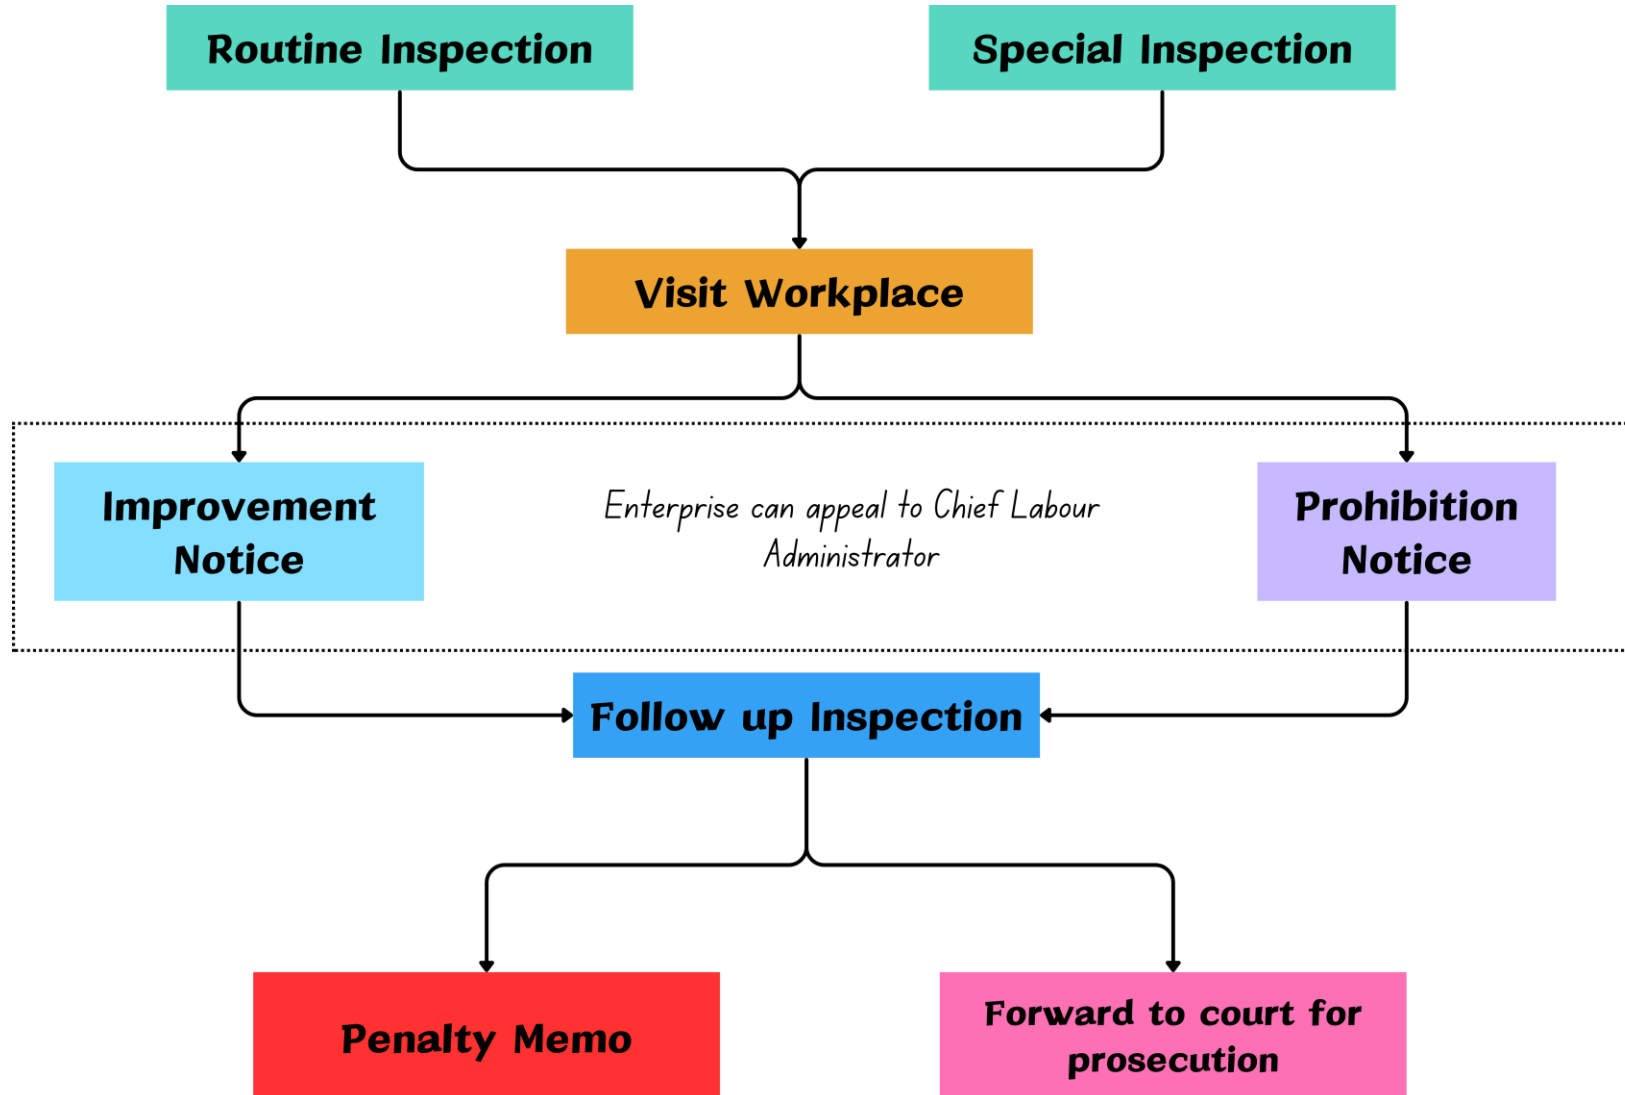 Routine Inspection
Special Inspection
Visit Workplace
Improvement
Notice
Enterprise can appeal to Chief Labour
Administrator
Prohibition
Notice
Follow up Inspection
Penalty Memo
Forward to court for
prosecution